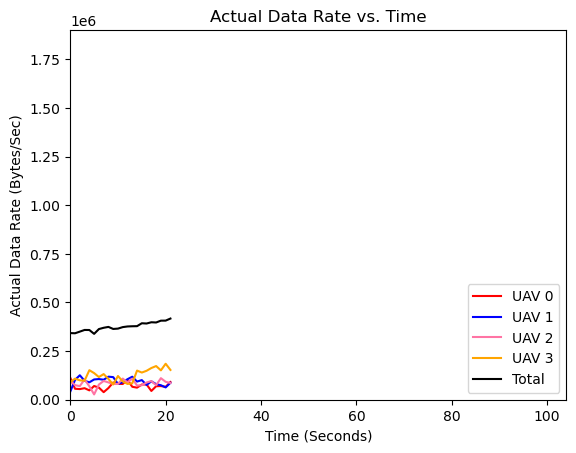 Actual Data Rate vs. Time
1e6
1.75
1.50
1.25
1.00
0.75
0.50
0.25
0.00
Actual Data Rate (Bytes/Sec)
0 20 40 60 80 100
Time (Seconds)
UAV 0
UAV 1
UAV 2
UAV 3
Total